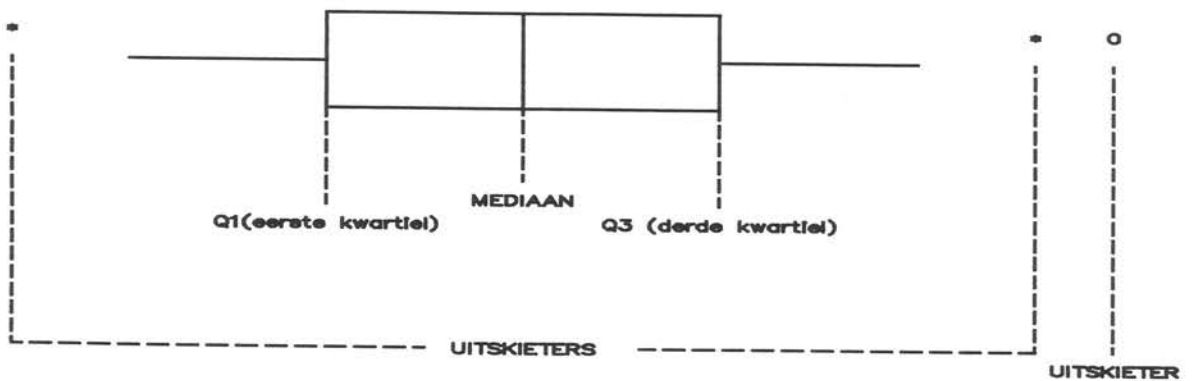 * * O
MEDIAAN
Q1(eerste kwartiel) Q3 (derde kwartiel)
UITSKIETERS
UITSKIETER